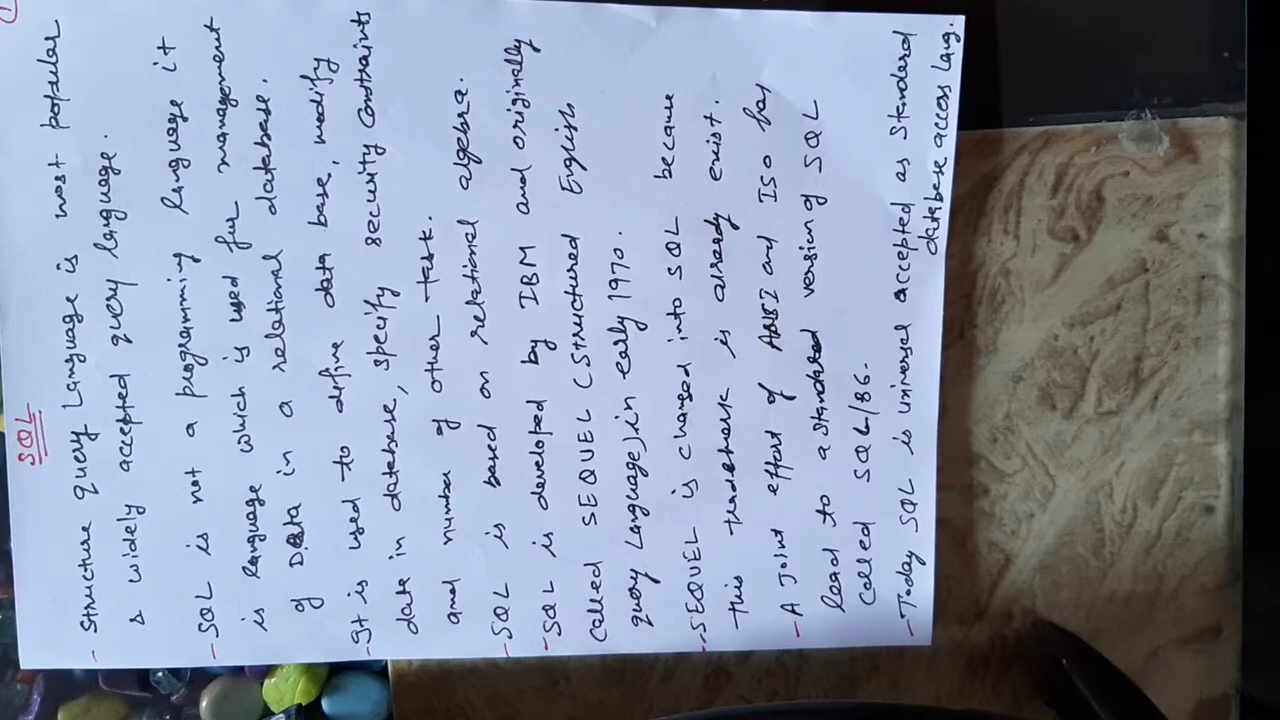 SQL
- Structure query Language is most popular
& widely accepted query language.
- SQL is not a programming language it
is language which is used fur management
of Data in a relational database.
- It is used to define data base, modify
data in database, specify security constraints
and number of other task.
- SQL is based on relational algebra.
- SQL is developed by IBM and originally
called SEQUEL (Structured English
query Language) in early 1970.
- SEQUEL is changed into SQL because
this trademark is already exist.
- A Joint effort of ANSI and ISO has
lead to a standared version of SQL
called SQL/86.
- Today SQL is universal accepted as Standered
database access lang.